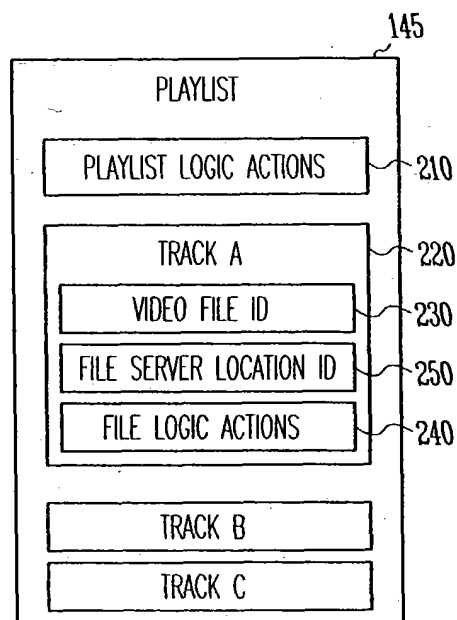 145
PLAYLIST
PLAYLIST LOGIC ACTIONS 210
TRACK A 220
VIDEO FILE ID 230
FILE SERVER LOCATION ID 250
FILE LOGIC ACTIONS 240
TRACK B
TRACK C